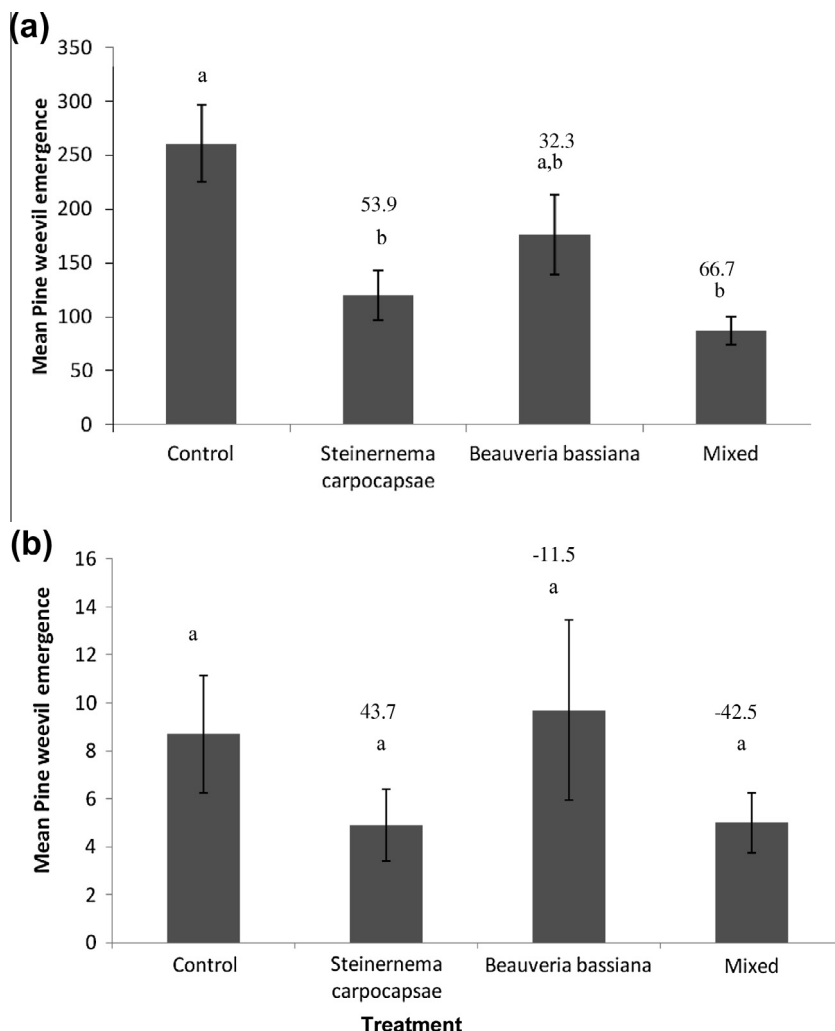 (a)
Mean Pine weevil emergence
350
300
250
200
150
100
50
0
a
53.9
b
32.3
a,b
66.7
b
Control
Steinernema
carpocapsae
Beauveria bassiana
Mixed
(b)
Mean Pine weevil emergence
16
14
12
10
8
6
4
2
0
a
43.7
a
-11.5
a
-42.5
a
Control
Steinernema
carpocapsae
Beauveria bassiana
Mixed
Treatment